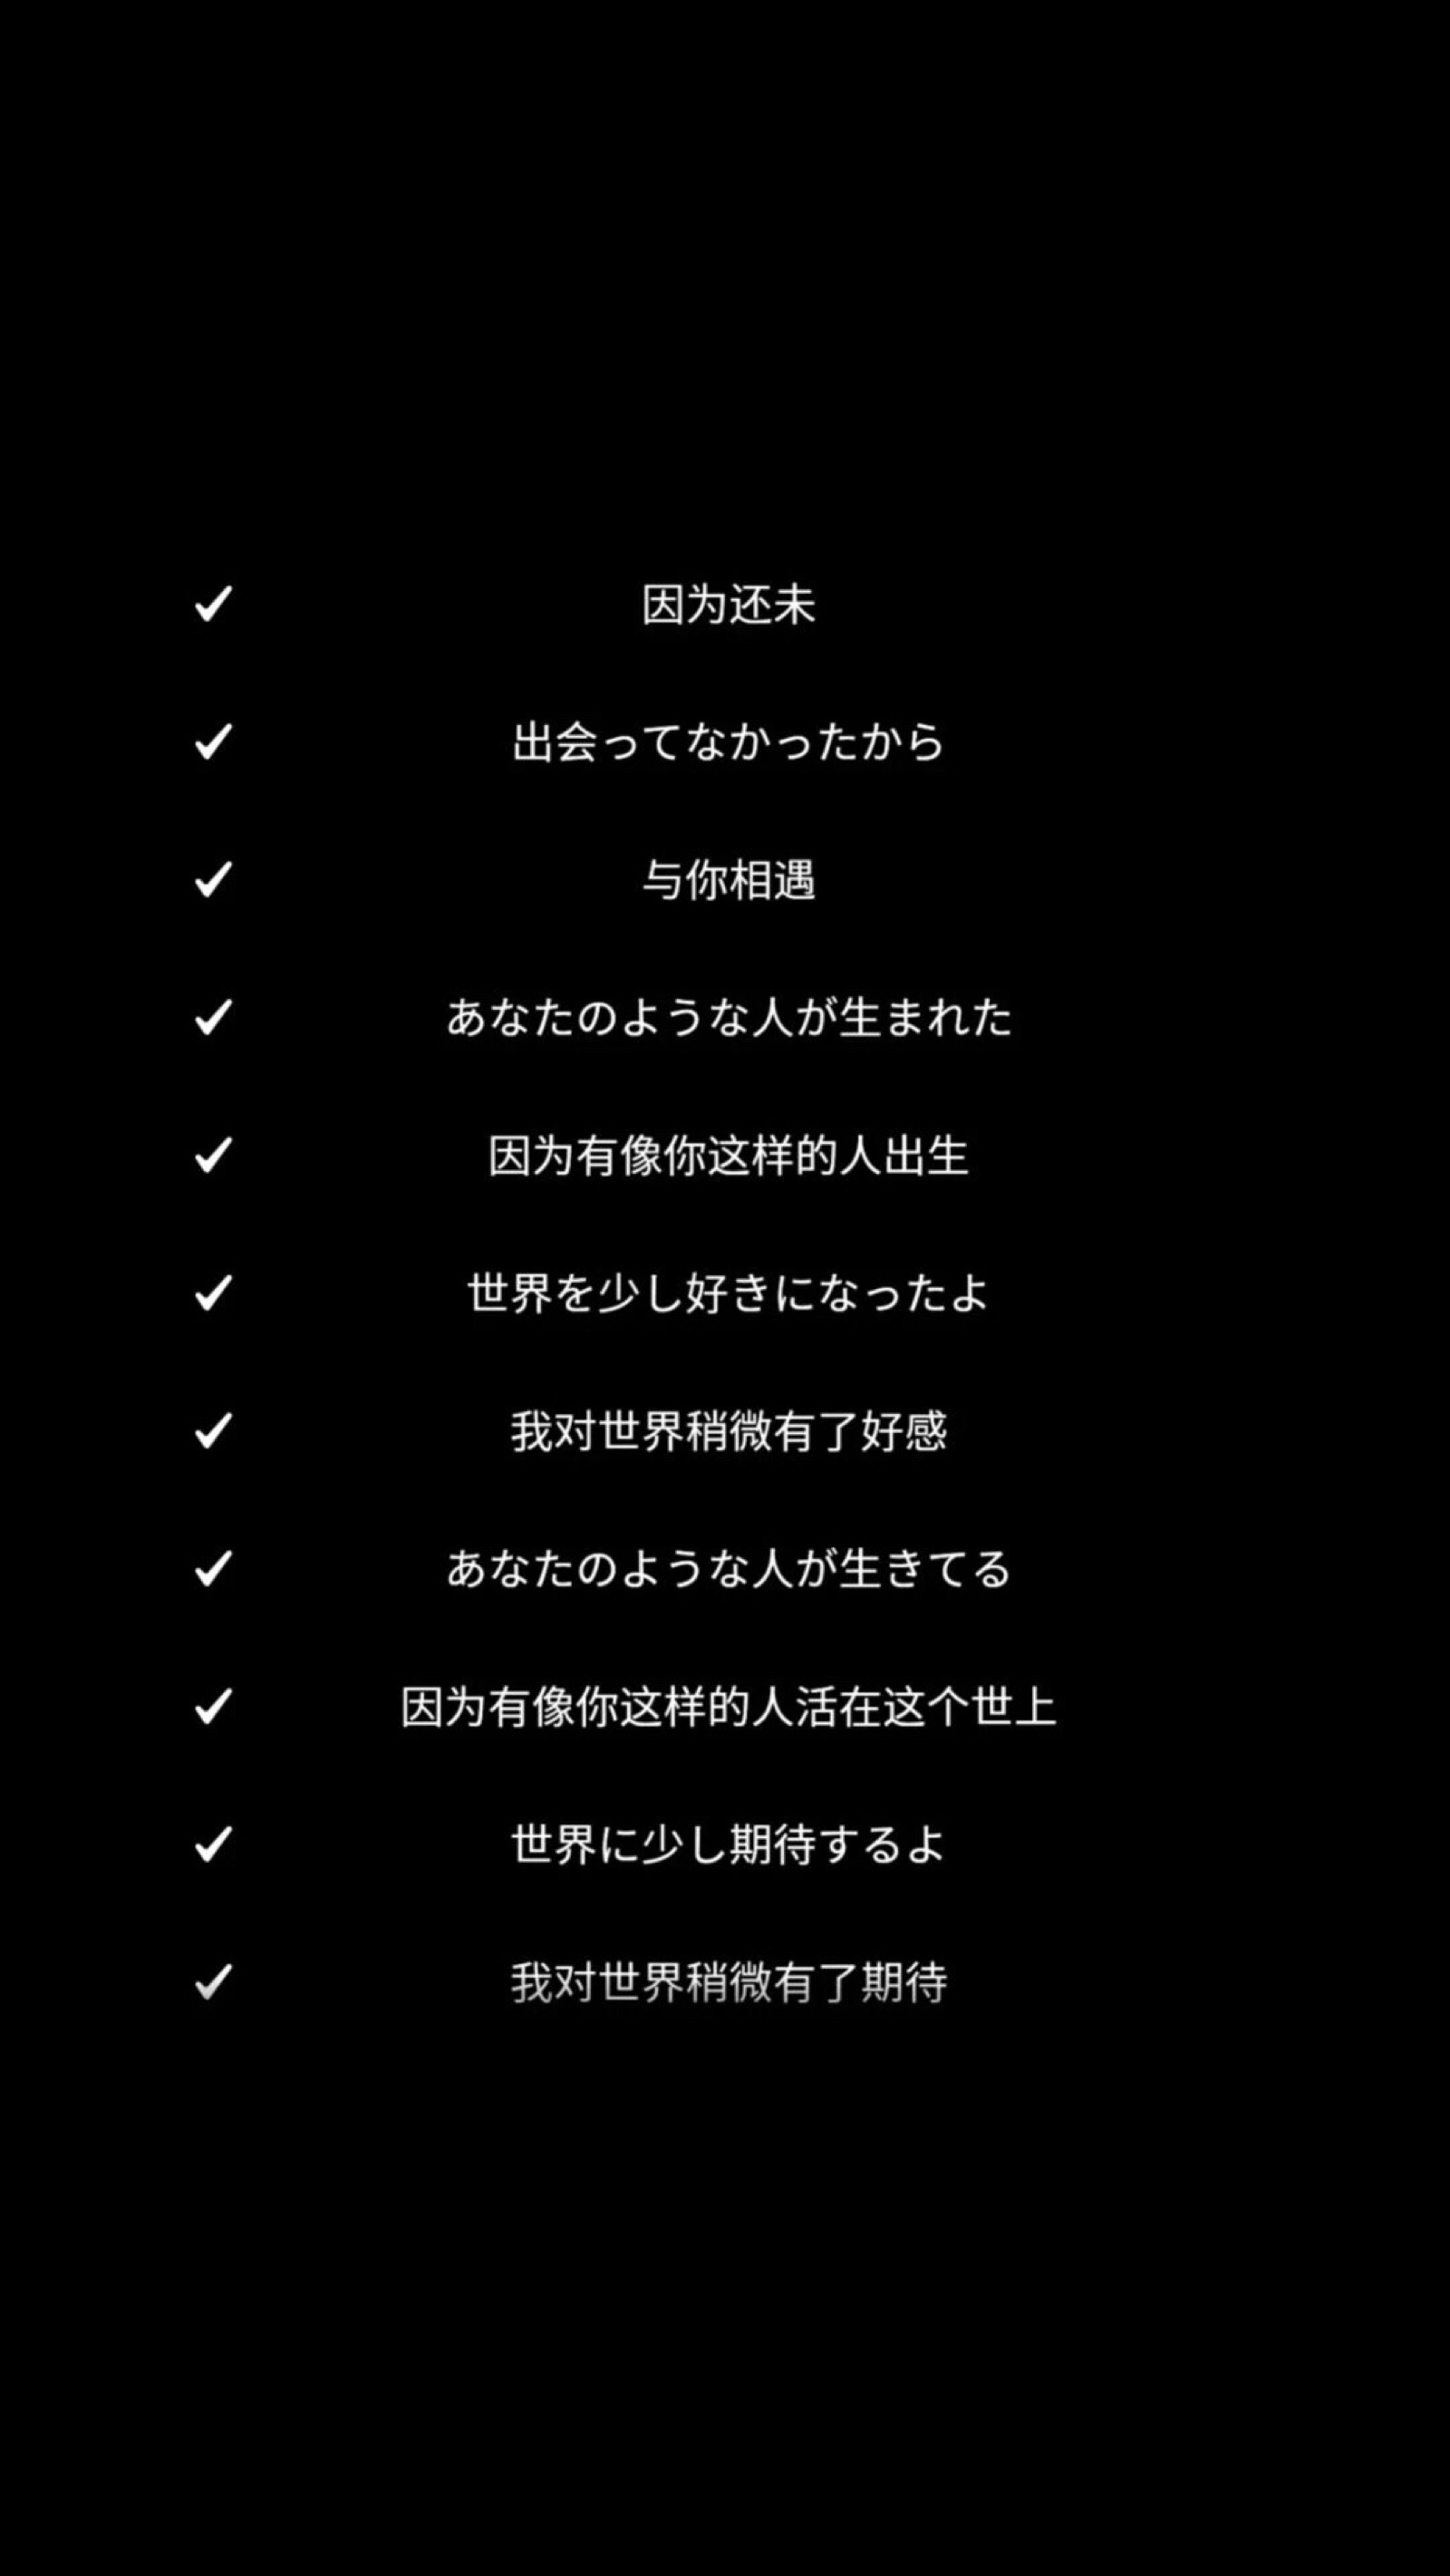 因为还未
出会ってなかったから
与你相遇
あなたのような人が生まれた
因为有像你这样的人出生
世界を少し好きになったよ
我对世界稍微有了好感
あなたのような人が生きてる
因为有像你这样的人活在这个世上
世界に少し期待するよ
我对世界稍微有了期待